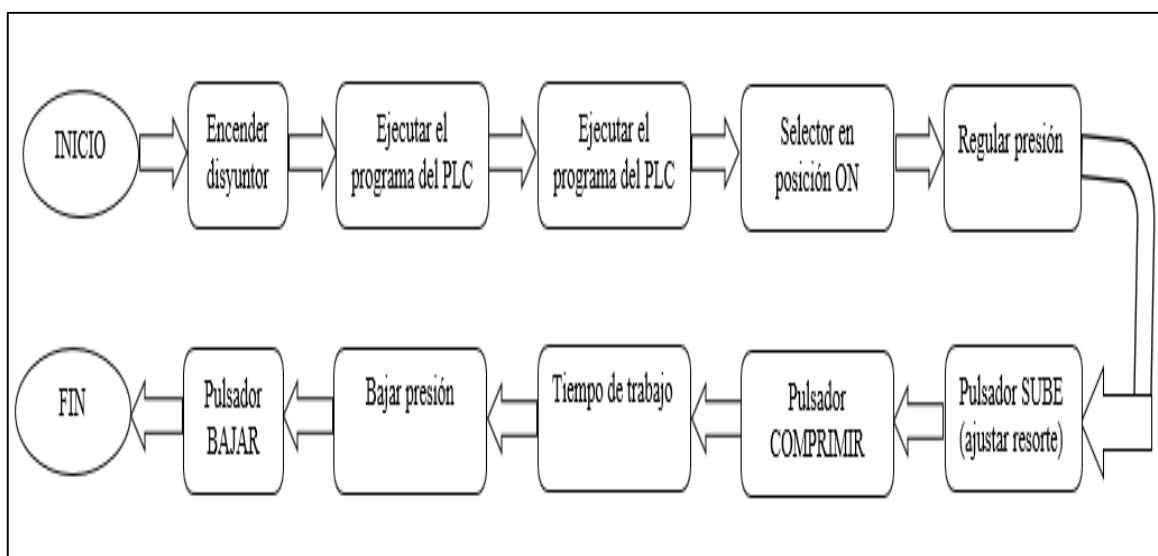 INICIO
Encender
disyuntor
Ejecutar el
programa del PLC
Ejecutar el
programa del PLC
Selector en
posición ON
Regular presión
Pulsador SUBE
(ajustar resorte)
Pulsador
COMPRIMIR
Tiempo de trabajo
Bajar presión
Pulsador
BAJAR
FIN